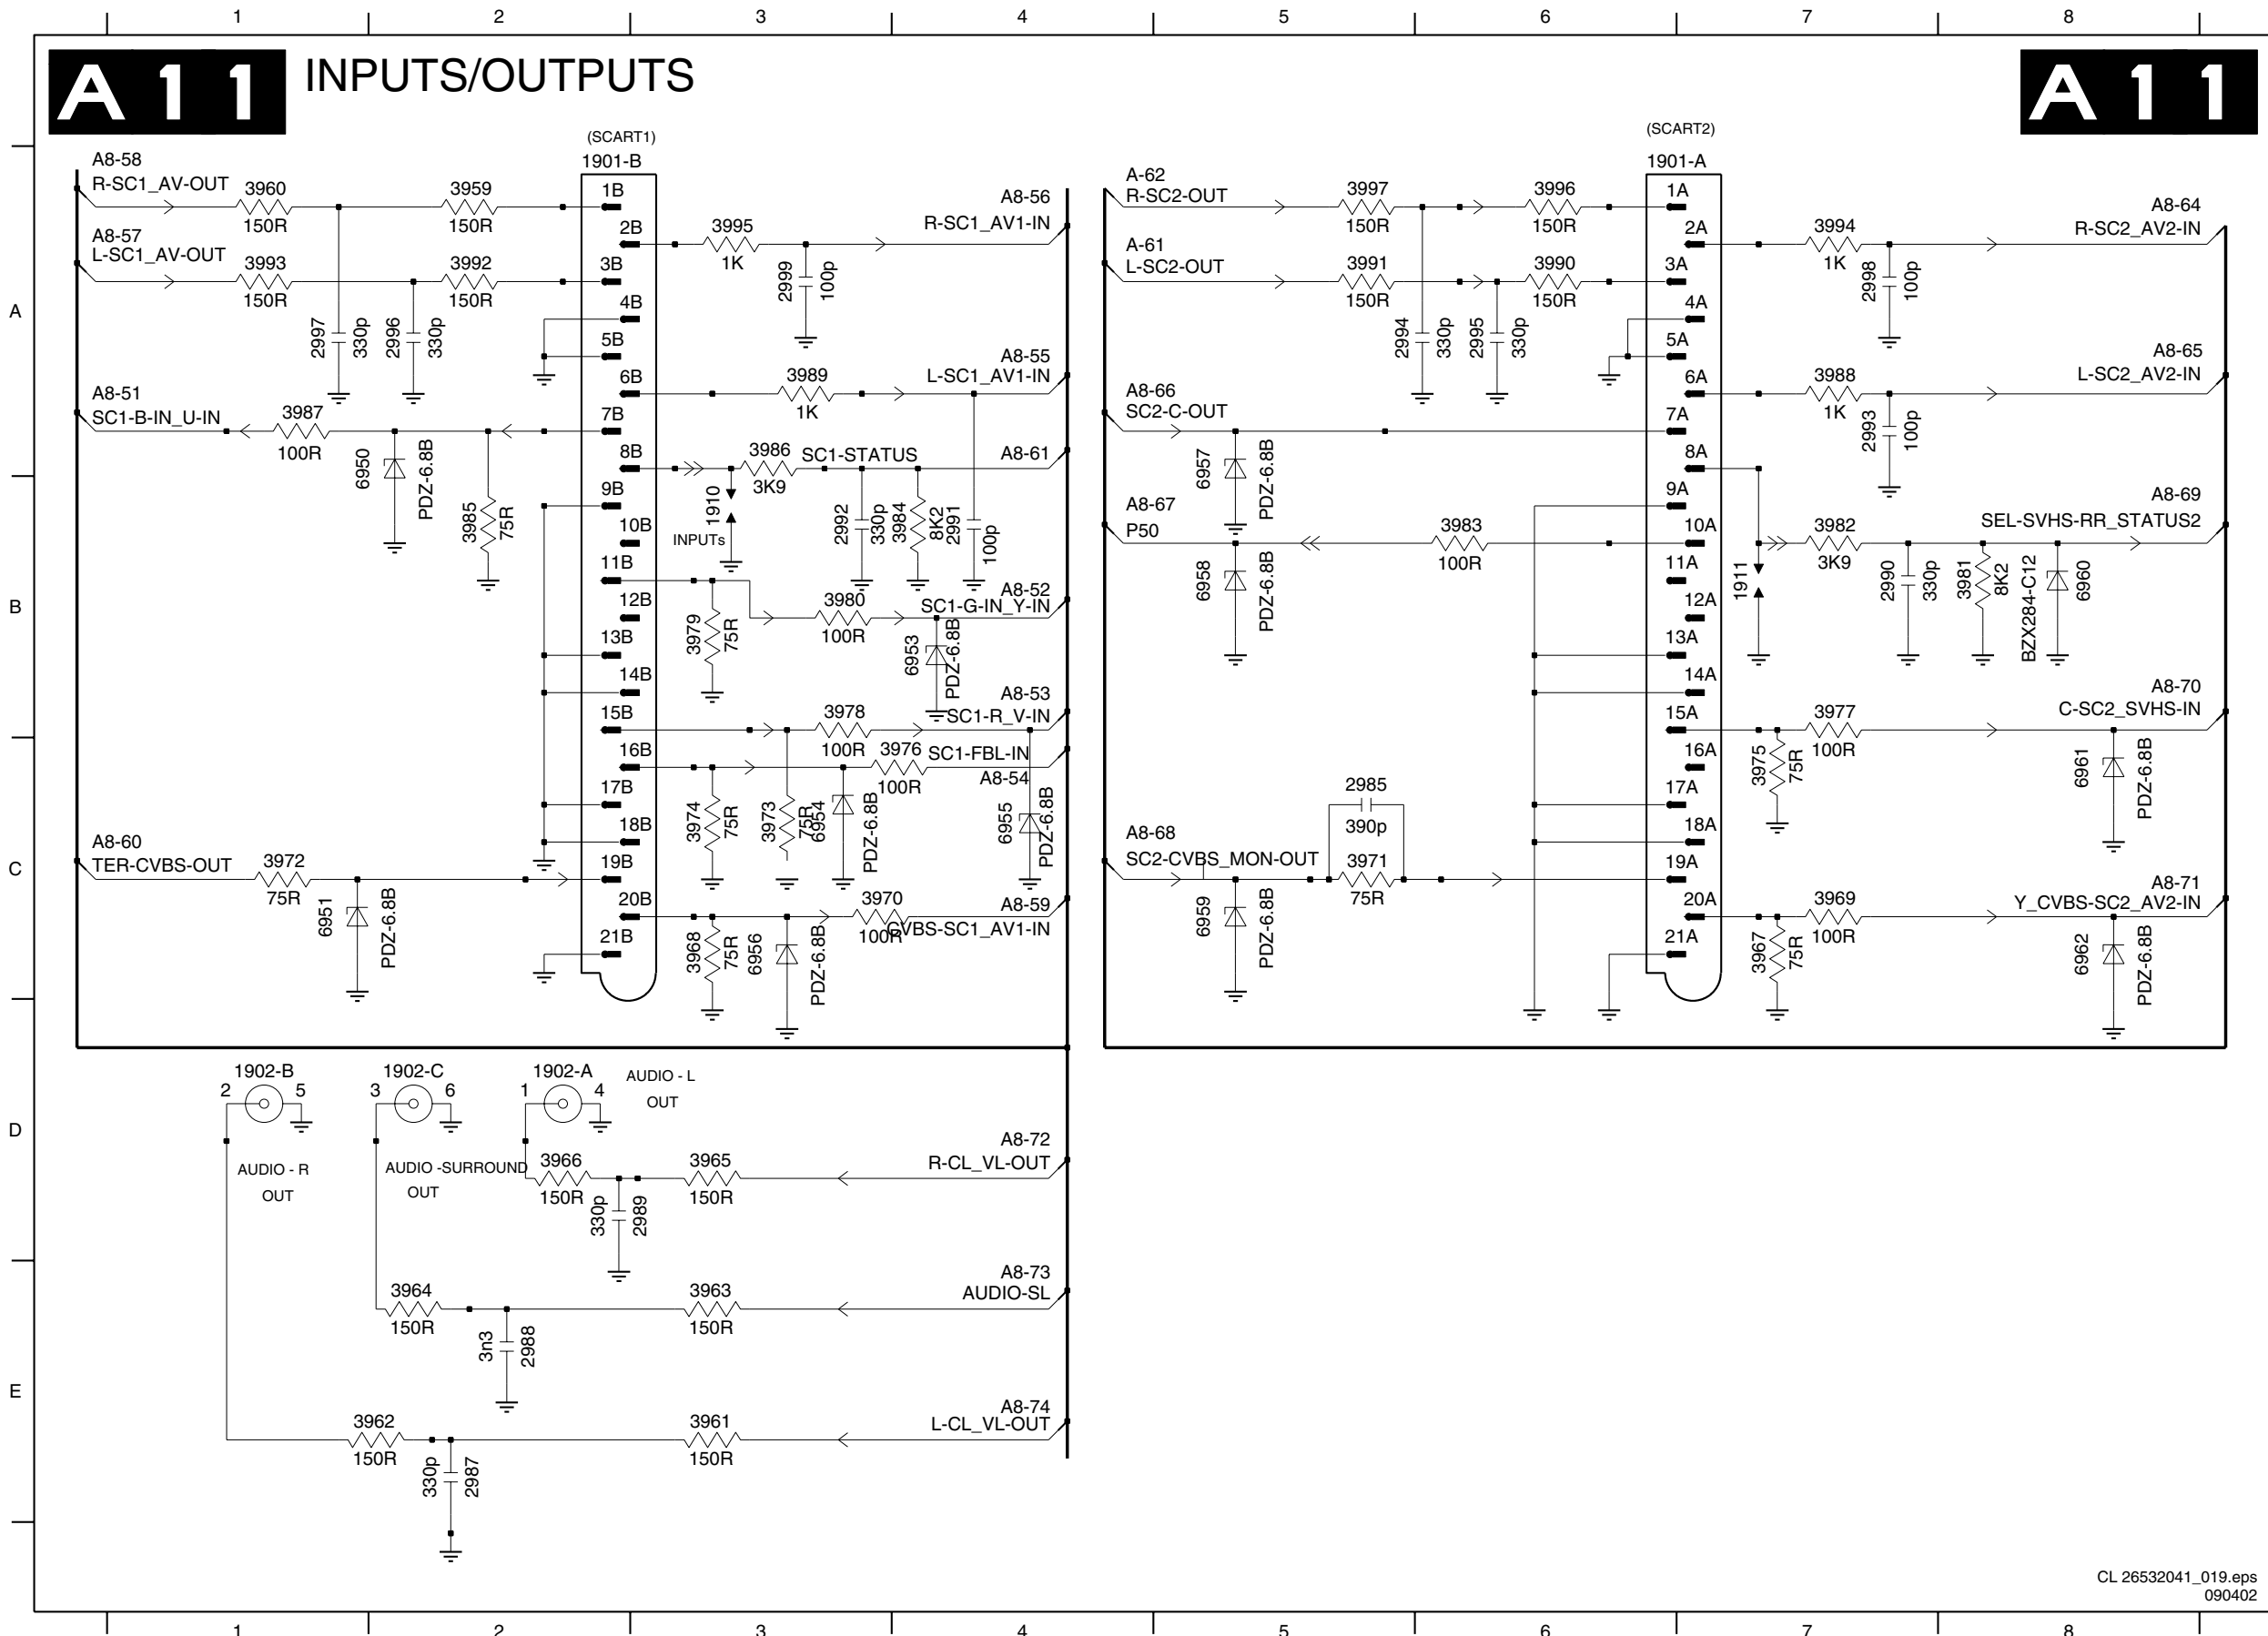 1 2 3 4 5 6 7 8
A 1 1 INPUTS/OUTPUTS A 1 1
(SCART1)
1901-B
A8-58
R-SC1_AV-OUT
3960
150R
3959
150R
A8-57
L-SC1_AV-OUT
3993
150R
3992
150R
2997
330p
2996
330p
A8-51
SC1-B-IN_U-IN
3987
100R
6950
PDZ-6.8B
3985
75R
A8-60
TER-CVBS-OUT
3972
75R
6951
PDZ-6.8B
1B
2B
3B
4B
5B
6B
7B
8B
9B
10B
11B
12B
13B
14B
15B
16B
17B
18B
19B
20B
21B
3995
1K
2999
100p
A8-56
R-SC1_AV1-IN
3989
1K
A8-55
L-SC1_AV1-IN
3986
3K9
SC1-STATUS
A8-61
1910
INPUTs
2992
330p
3984
8K2
2991
100p
A8-52
SC1-G-IN_Y-IN
3980
100R
3979
75R
6953
PDZ-6.8B
A8-53
SC1-R_V-IN
3978
100R
3976
100R
SC1-FBL-IN
A8-54
3974
75R
3973
75R
6954
PDZ-6.8B
6955
PDZ-6.8B
3970
100R
A8-59
CVBS-SC1_AV1-IN
3968
75R
6956
PDZ-6.8B
(SCART2)
1901-A
A-62
R-SC2-OUT
3997
150R
3996
150R
A-61
L-SC2-OUT
3991
150R
3990
150R
2994
330p
2995
330p
A8-66
SC2-C-OUT
6957
PDZ-6.8B
A8-67
P50
3983
100R
6958
PDZ-6.8B
2985
390p
A8-68
SC2-CVBS_MON-OUT
3971
75R
6959
PDZ-6.8B
1A
2A
3A
4A
5A
6A
7A
8A
9A
10A
11A
12A
13A
14A
15A
16A
17A
18A
19A
20A
21A
3994
1K
2998
100p
A8-64
R-SC2_AV2-IN
3988
1K
2993
100p
A8-65
L-SC2_AV2-IN
A8-69
SEL-SVHS-RR_STATUS2
3982
3K9
1911
2990
330p
3981
8K2
BZX284-C12
6960
A8-70
C-SC2_SVHS-IN
3977
100R
3975
75R
6961
PDZ-6.8B
A8-71
Y_CVBS-SC2_AV2-IN
3969
100R
3967
75R
6962
PDZ-6.8B
1902-B
2 5
AUDIO - R
OUT
1902-C
3 6
AUDIO -SURROUND
OUT
1902-A
1 4
AUDIO - L
OUT
A8-72
R-CL_VL-OUT
3966
150R
3965
150R
330p
2989
A8-73
AUDIO-SL
3964
150R
3963
150R
3n3
2988
A8-74
L-CL_VL-OUT
3962
150R
3961
150R
330p
2987
A
B
C
D
E
CL 26532041_019.eps
090402
1 2 3 4 5 6 7 8